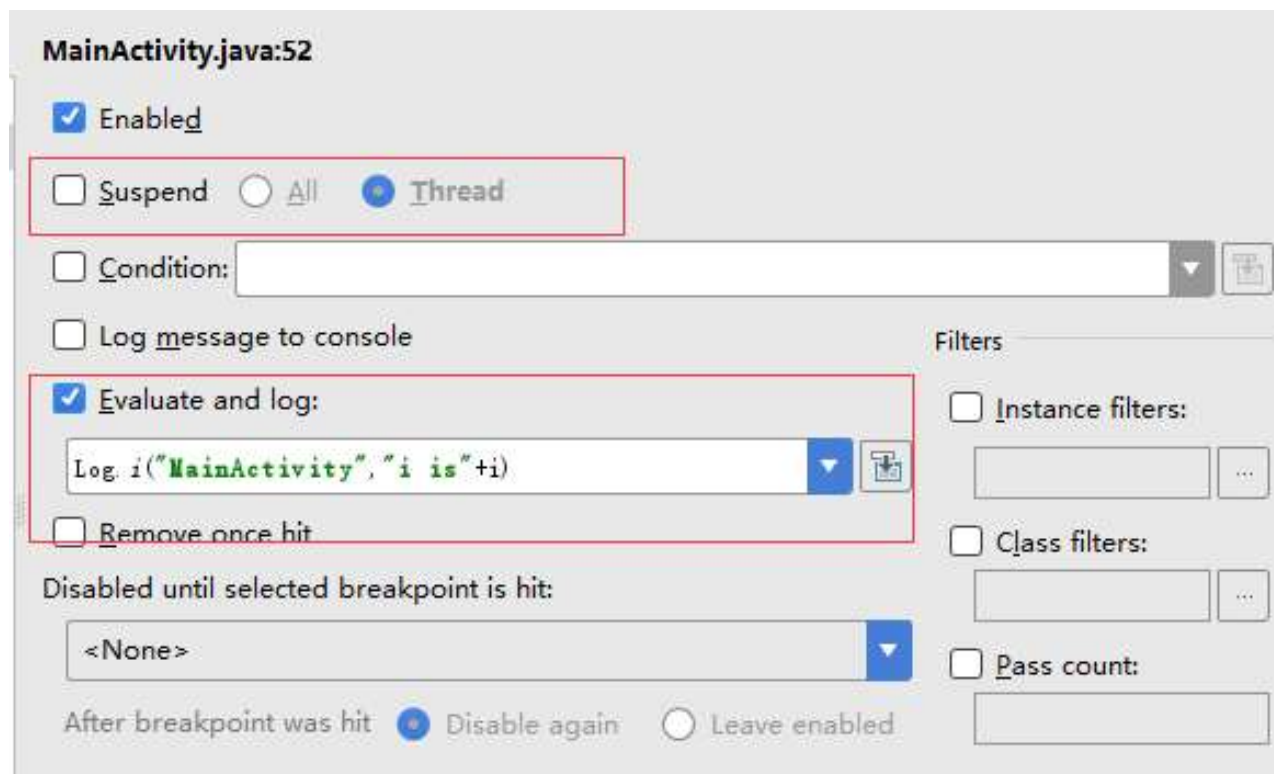 MainActivity.java:52
Enabled
Suspend All Thread
Condition:
Log message to console
Evaluate and log:
Log.i("MainActivity","i is"+i)
Remove once hit
Disabled until selected breakpoint is hit:
<None>
After breakpoint was hit Disable again Leave enabled
Filters
Instance filters:
...
Class filters:
...
Pass count: